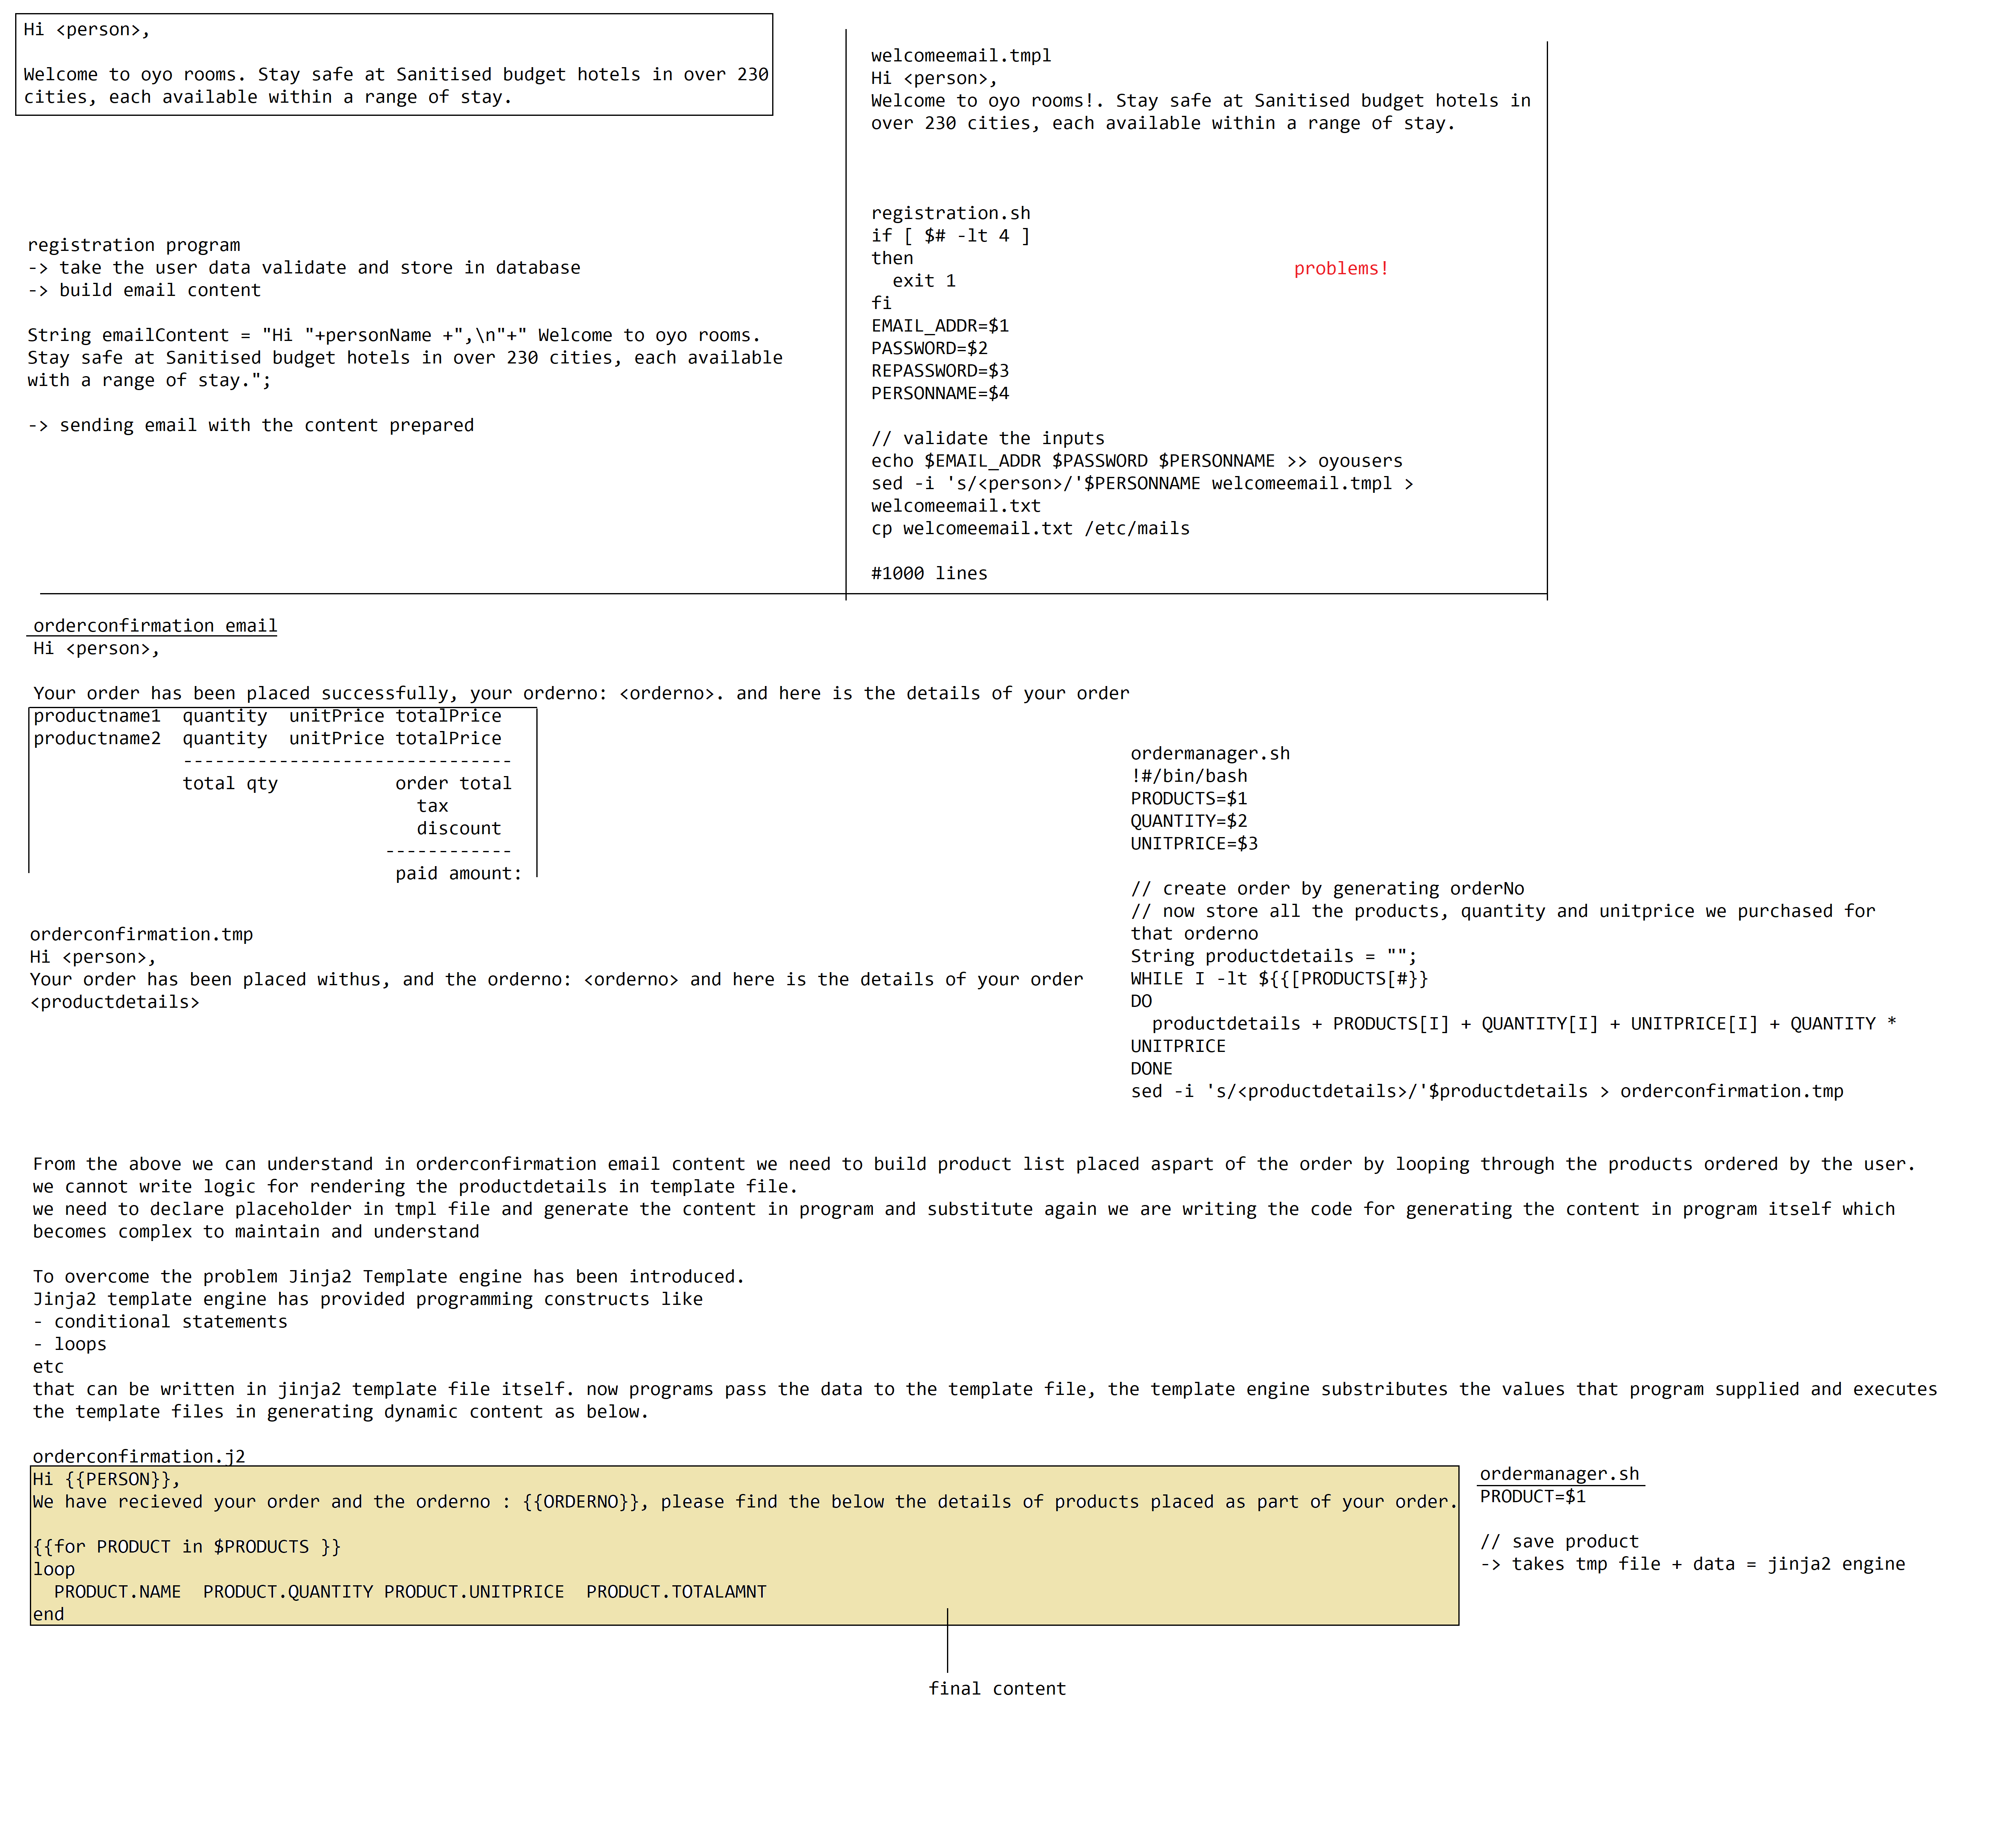 Hi <person>,
Welcome to oyo rooms. Stay safe at Sanitised budget hotels in over 230
cities, each available within a range of stay.
registration program
-> take the user data validate and store in database
-> build email content
String emailContent = "Hi "+personName +",\n"+" Welcome to oyo rooms.
Stay safe at Sanitised budget hotels in over 230 cities, each available
with a range of stay.";
-> sending email with the content prepared
welcomeemail.tmpl
Hi <person>,
Welcome to oyo rooms!. Stay safe at Sanitised budget hotels in
over 230 cities, each available within a range of stay.
registration.sh
if [ $# -lt 4 ]
then
  exit 1
fi
EMAIL_ADDR=$1
PASSWORD=$2
REPASSWORD=$3
PERSONNAME=$4
// validate the inputs
echo $EMAIL_ADDR $PASSWORD $PERSONNAME >> oyousers
sed -i 's/<person>/'$PERSONNAME welcomeemail.tmpl >
welcomeemail.txt
cp welcomeemail.txt /etc/mails
#1000 lines
problems!
orderconfirmation email
Hi <person>,
Your order has been placed successfully, your orderno: <orderno>. and here is the details of your order
productname1  quantity  unitPrice totalPrice
productname2  quantity  unitPrice totalPrice
-------------------------------
total qty           order total
tax
discount
------------
paid amount:
orderconfirmation.tmp
Hi <person>,
Your order has been placed withus, and the orderno: <orderno> and here is the details of your order
<productdetails>
ordermanager.sh
!#/bin/bash
PRODUCTS=$1
QUANTITY=$2
UNITPRICE=$3
// create order by generating orderNo
// now store all the products, quantity and unitprice we purchased for
that orderno
String productdetails = "";
WHILE I -lt ${{[PRODUCTS[#}}
DO
  productdetails + PRODUCTS[I] + QUANTITY[I] + UNITPRICE[I] + QUANTITY *
UNITPRICE
DONE
sed -i 's/<productdetails>/'$productdetails > orderconfirmation.tmp
From the above we can understand in orderconfirmation email content we need to build product list placed aspart of the order by looping through the products ordered by the user.
we cannot write logic for rendering the productdetails in template file.
we need to declare placeholder in tmpl file and generate the content in program and substitute again we are writing the code for generating the content in program itself which
becomes complex to maintain and understand
To overcome the problem Jinja2 Template engine has been introduced.
Jinja2 template engine has provided programming constructs like
- conditional statements
- loops
etc
that can be written in jinja2 template file itself. now programs pass the data to the template file, the template engine substributes the values that program supplied and executes
the template files in generating dynamic content as below.
orderconfirmation.j2
Hi {{PERSON}},
We have recieved your order and the orderno : {{ORDERNO}}, please find the below the details of products placed as part of your order.
{{for PRODUCT in $PRODUCTS }}
loop
  PRODUCT.NAME  PRODUCT.QUANTITY PRODUCT.UNITPRICE  PRODUCT.TOTALAMNT
end
ordermanager.sh
PRODUCT=$1
// save product
-> takes tmp file + data = jinja2 engine
final content